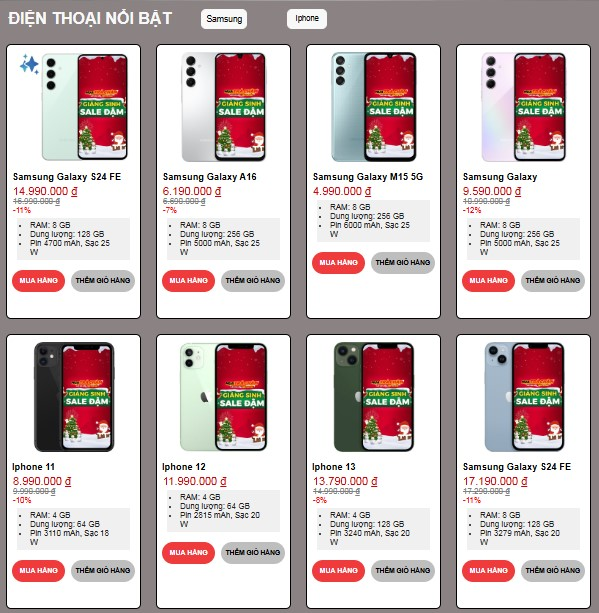 ĐIỆN THOẠI NỔI BẬT
Samsung
Iphone
GIÁNG SINH
SALE ĐẬM
Samsung Galaxy S24 FE
14.990.000 ₫
16.990.000 ₫
-11%
RAM: 8 GB
Dung lượng: 128 GB
Pin 4700 mAh, Sạc 25
W
MUA HÀNG
THÊM GIỎ HÀNG
GIÁNG SINH
SALE ĐẬM
Samsung Galaxy A16
6.190.000 ₫
6.690.000 ₫
-7%
RAM: 8 GB
Dung lượng: 256 GB
Pin 5000 mAh, Sạc 25
W
MUA HÀNG
THÊM GIỎ HÀNG
GIÁNG SINH
SALE ĐẬM
Samsung Galaxy M15 5G
4.990.000 ₫
RAM: 8 GB
Dung lượng: 256 GB
Pin 6000 mAh, Sạc 25
W
MUA HÀNG
THÊM GIỎ HÀNG
GIÁNG SINH
SALE ĐẬM
Samsung Galaxy
9.590.000 ₫
10.990.000 ₫
-12%
RAM: 8 GB
Dung lượng: 256 GB
Pin 5000 mAh, Sạc 25
W
MUA HÀNG
THÊM GIỎ HÀNG
GIÁNG SINH
SALE ĐẬM
Iphone 11
8.990.000 ₫
9.990.000 ₫
-10%
RAM: 4 GB
Dung lượng: 64 GB
Pin 3110 mAh, Sạc 18
W
MUA HÀNG
THÊM GIỎ HÀNG
GIÁNG SINH
SALE ĐẬM
Iphone 12
11.990.000 ₫
RAM: 4 GB
Dung lượng: 64 GB
Pin 2815 mAh, Sạc 20
W
MUA HÀNG
THÊM GIỎ HÀNG
GIÁNG SINH
SALE ĐẬM
Iphone 13
13.790.000 ₫
14.990.000 ₫
-8%
RAM: 4 GB
Dung lượng: 128 GB
Pin 3240 mAh, Sạc 20
W
MUA HÀNG
THÊM GIỎ HÀNG
GIÁNG SINH
SALE ĐẬM
Samsung Galaxy S24 FE
17.190.000 ₫
17.290.000 ₫
-11%
RAM: 8 GB
Dung lượng: 128 GB
Pin 3279 mAh, Sạc 20
W
MUA HÀNG
THÊM GIỎ HÀNG